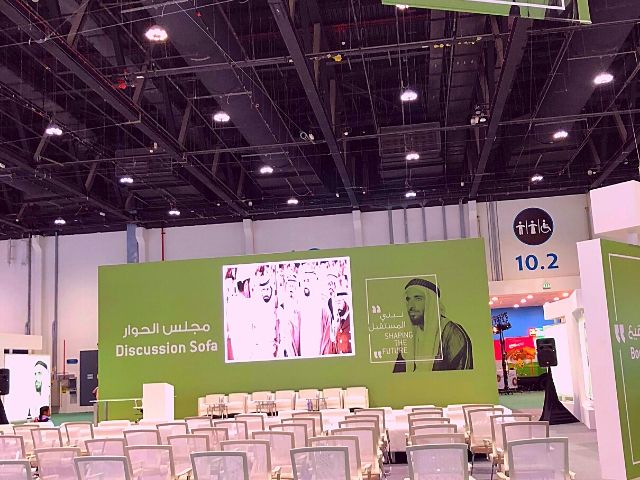 مجلس الحوار
Discussion Sofa
نبني
المستقبل
SHAPING
THE
FUTURE
10.2